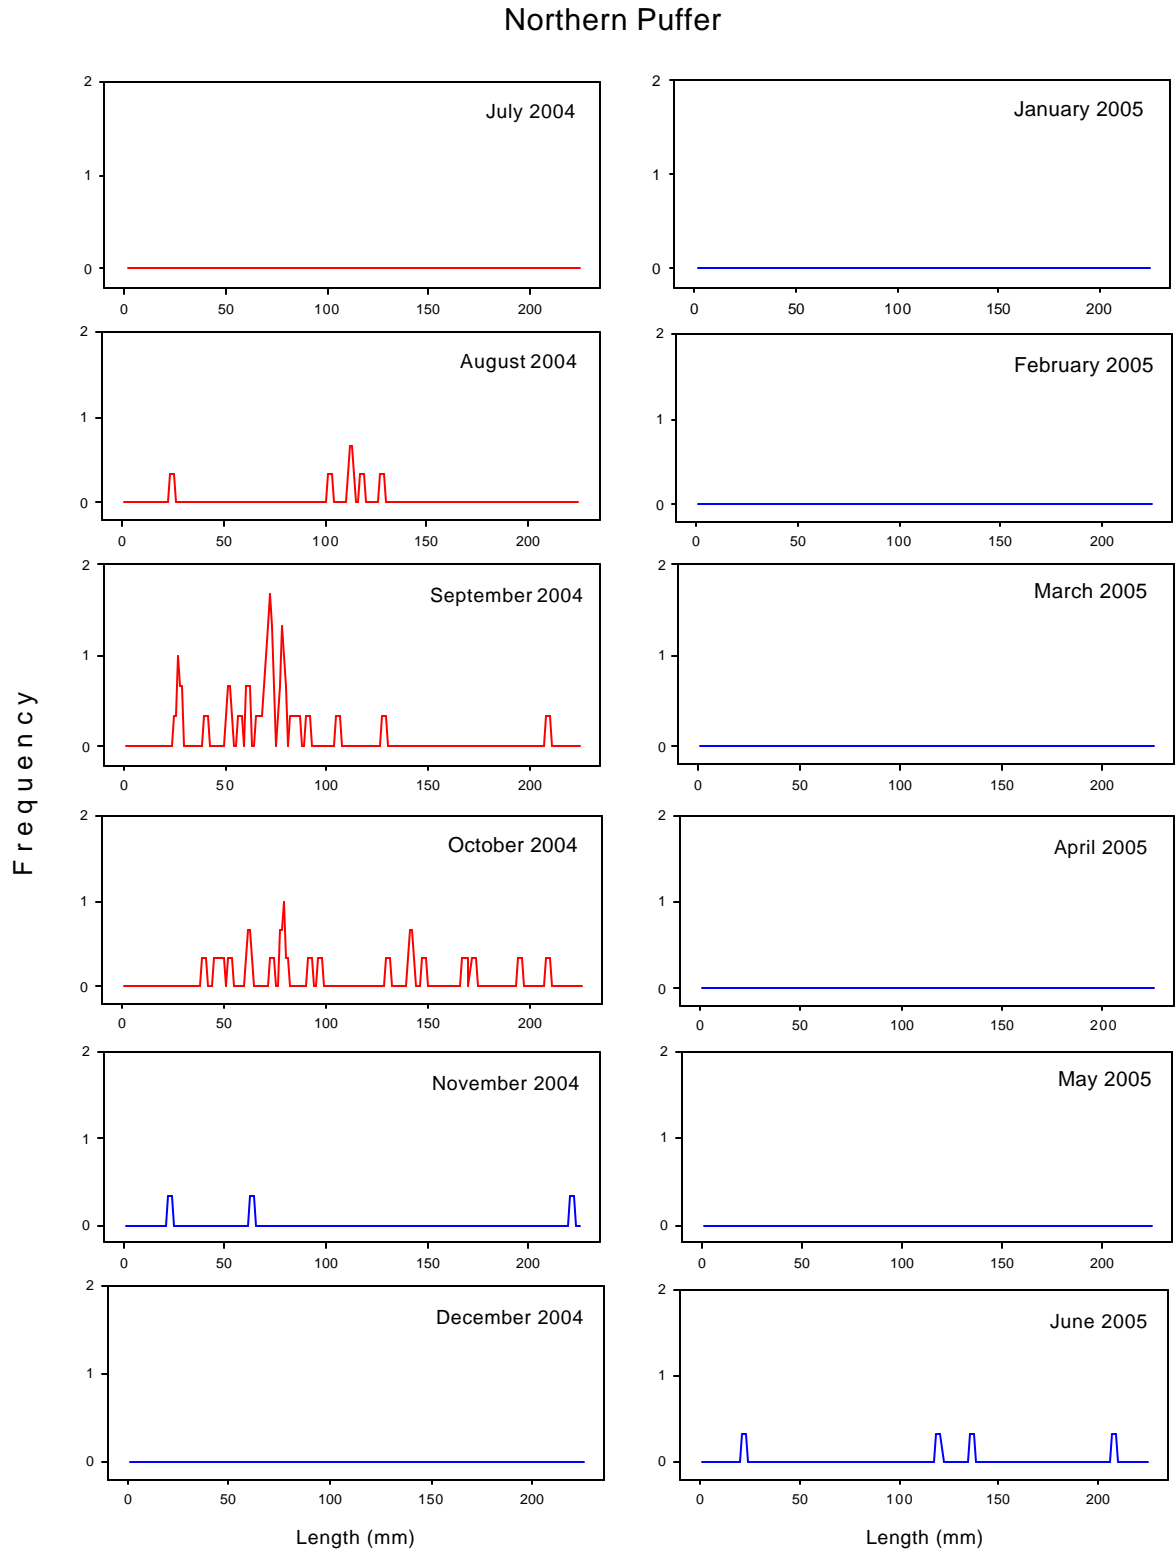 Northern Puffer
Frequency
2
July 2004
1
0
0 50 100 150 200
2
August 2004
1
0
0 50 100 150 200
2
September 2004
1
0
0 50 100 150 200
2
October 2004
1
0
0 50 100 150 200
2
November 2004
1
0
0 50 100 150 200
2
December 2004
1
0
0 50 100 150 200
Length (mm)
2
January 2005
1
0
0 50 100 150 200
2
February 2005
1
0
0 50 100 150 200
2
March 2005
1
0
0 50 100 150 200
2
April 2005
1
0
0 50 100 150 200
2
May 2005
1
0
0 50 100 150 200
2
June 2005
1
0
0 50 100 150 200
Length (mm)